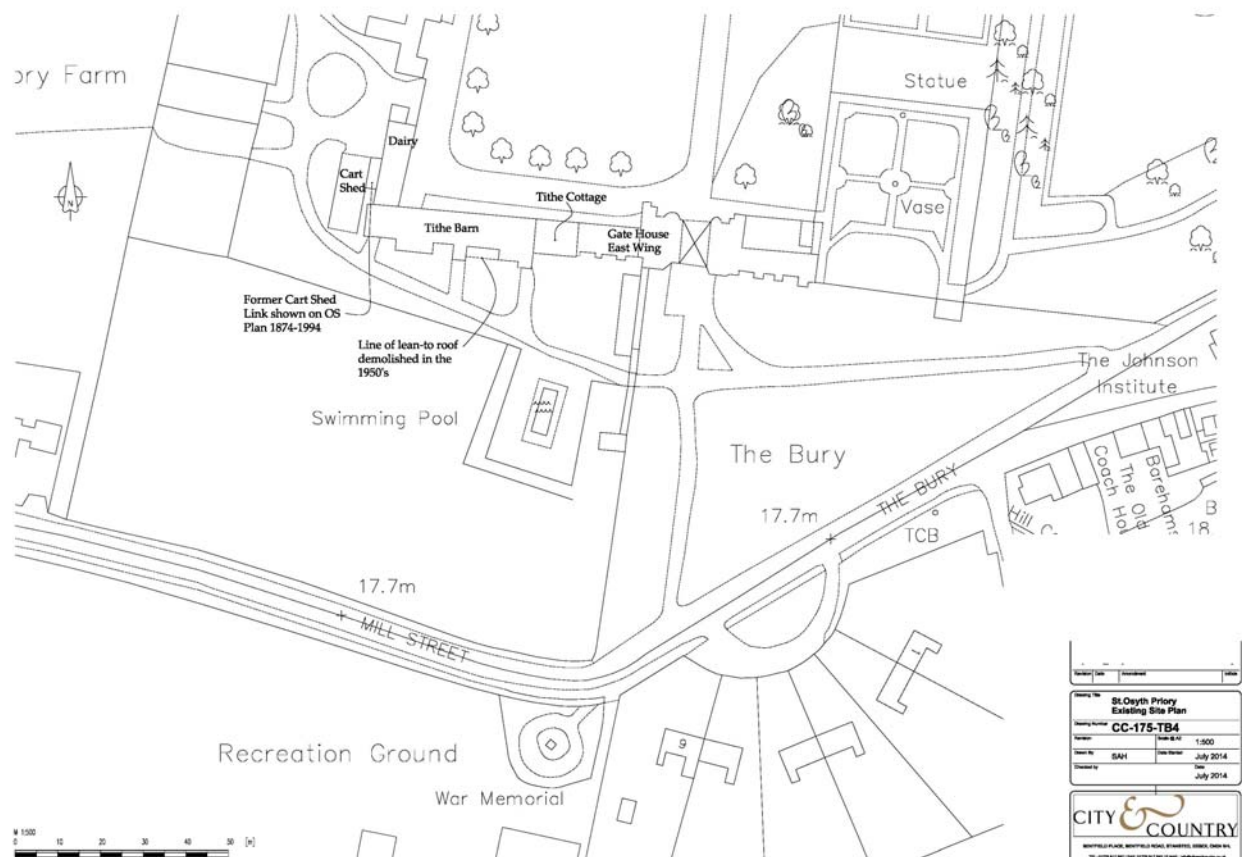 ory Farm
Statue
Dairy
Cart
Shed
N
Tithe Cottage
Vase
Tithe Barn
Gate House
East Wing
Former Cart Shed
Link shown on OS
Plan 1874-1994
Line of lean-to roof
demolished in the
1950's
The Johnson
Institute
Swimming Pool
The Bury
THE BURY
17.7m
TCB
Coach Ho
The Old
Barehams
B
18
Hill
17.7m
MILL STREET
1
9
Recreation Ground
War Memorial
M 1:500
0 10 20 30 40 50 [m]
Revision Date Amendment Initials
Drawing Title
St.Osyth Priory
Existing Site Plan
Drawing Number CC-175-TB4
Revision Scale @ A2 1:500
Drawn By SAH Date Started July 2014
Checked by Date
July 2014
CITY & COUNTRY